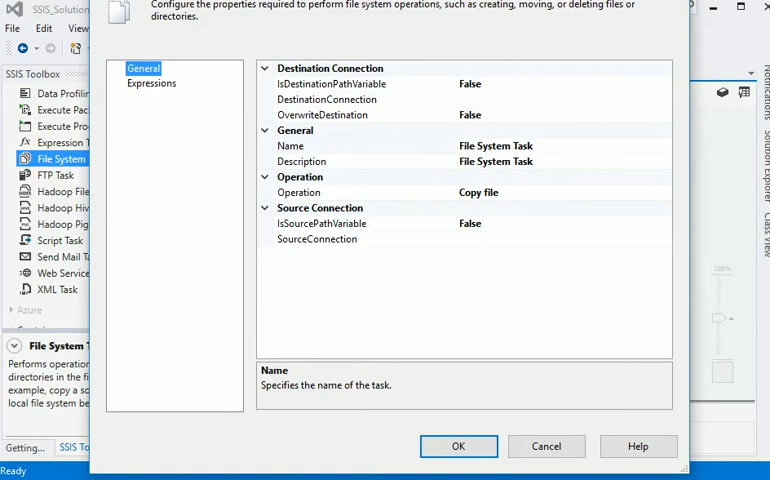 SSIS_Solution
Configure the properties required to perform file system operations, such as creating, moving, or deleting files or
directories.
File Edit View
SSIS Toolbox
Data Profilin
Execute Pac
Execute Pro
Expression T
File System
FTP Task
Hadoop File
Hadoop Hiv
Hadoop Pig
Script Task
Send Mail T
Web Service
XML Task
Azure
File System T
Performs operation
directories in the fi
example, copy a so
local file system be
Getting... SSIS To
Ready
General
Expressions
Destination Connection
IsDestinationPathVariable False
DestinationConnection
OverwriteDestination False
General
Name File System Task
Description File System Task
Operation
Operation Copy file
Source Connection
IsSourcePathVariable False
SourceConnection
Name
Specifies the name of the task.
OK Cancel Help
100%
Notifications
Solution Explorer
Class View